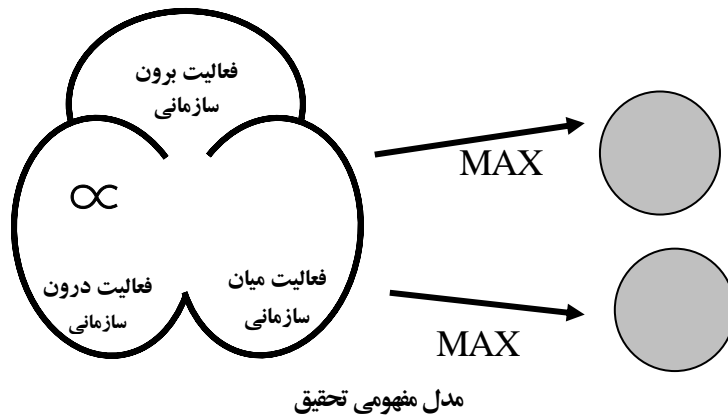 فعالیت برون
سازمانی
MAX
∝
فعالیت میان
سازمانی
فعالیت درون
سازمانی
MAX
مدل مفهومی تحقیق